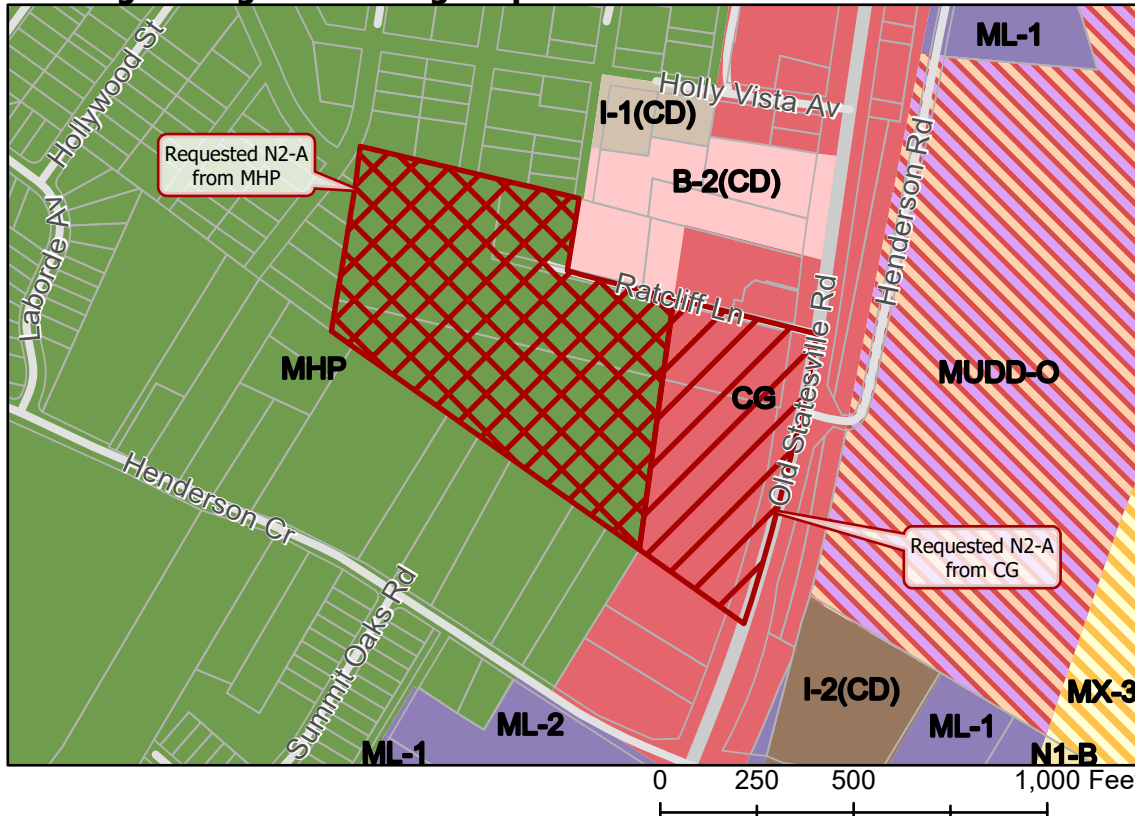 ML-1
Hollywood St
Holly Vista Av
I-1(CD)
Requested N2-A
from MHP
B-2(CD)
Henderson Rd
Laborde Av
Ratcliff Ln
Old Statesville Rd
MHP
MUDD-O
CG
Henderson Cr
Requested N2-A
from CG
Summit Oaks Rd
I-2(CD)
MX-3
ML-2
ML-1
ML-1
N1-B
0 250 500 1,000 Fee